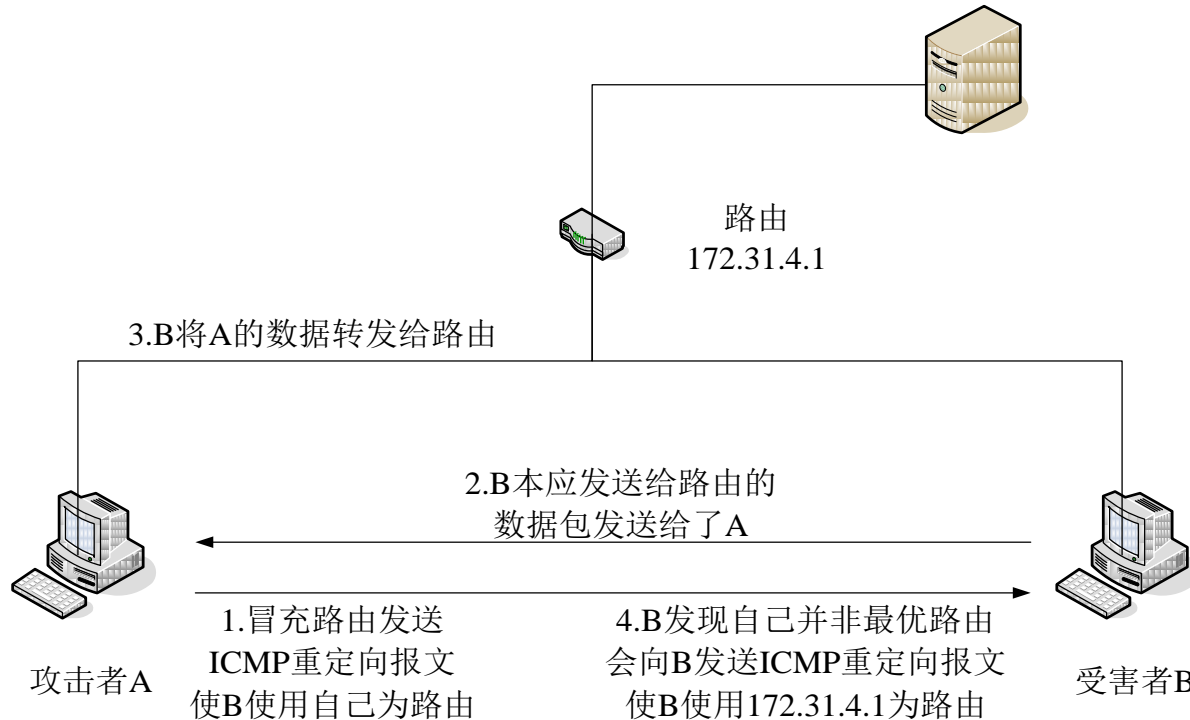 路由
172.31.4.1
3.B将A的数据转发给路由
2.B本应发送给路由的
数据包发送给了A
1.冒充路由发送
ICMP重定向报文
使B使用自己为路由
4.B发现自己并非最优路由
会向B发送ICMP重定向报文
使B使用172.31.4.1为路由
攻击者A
受害者B